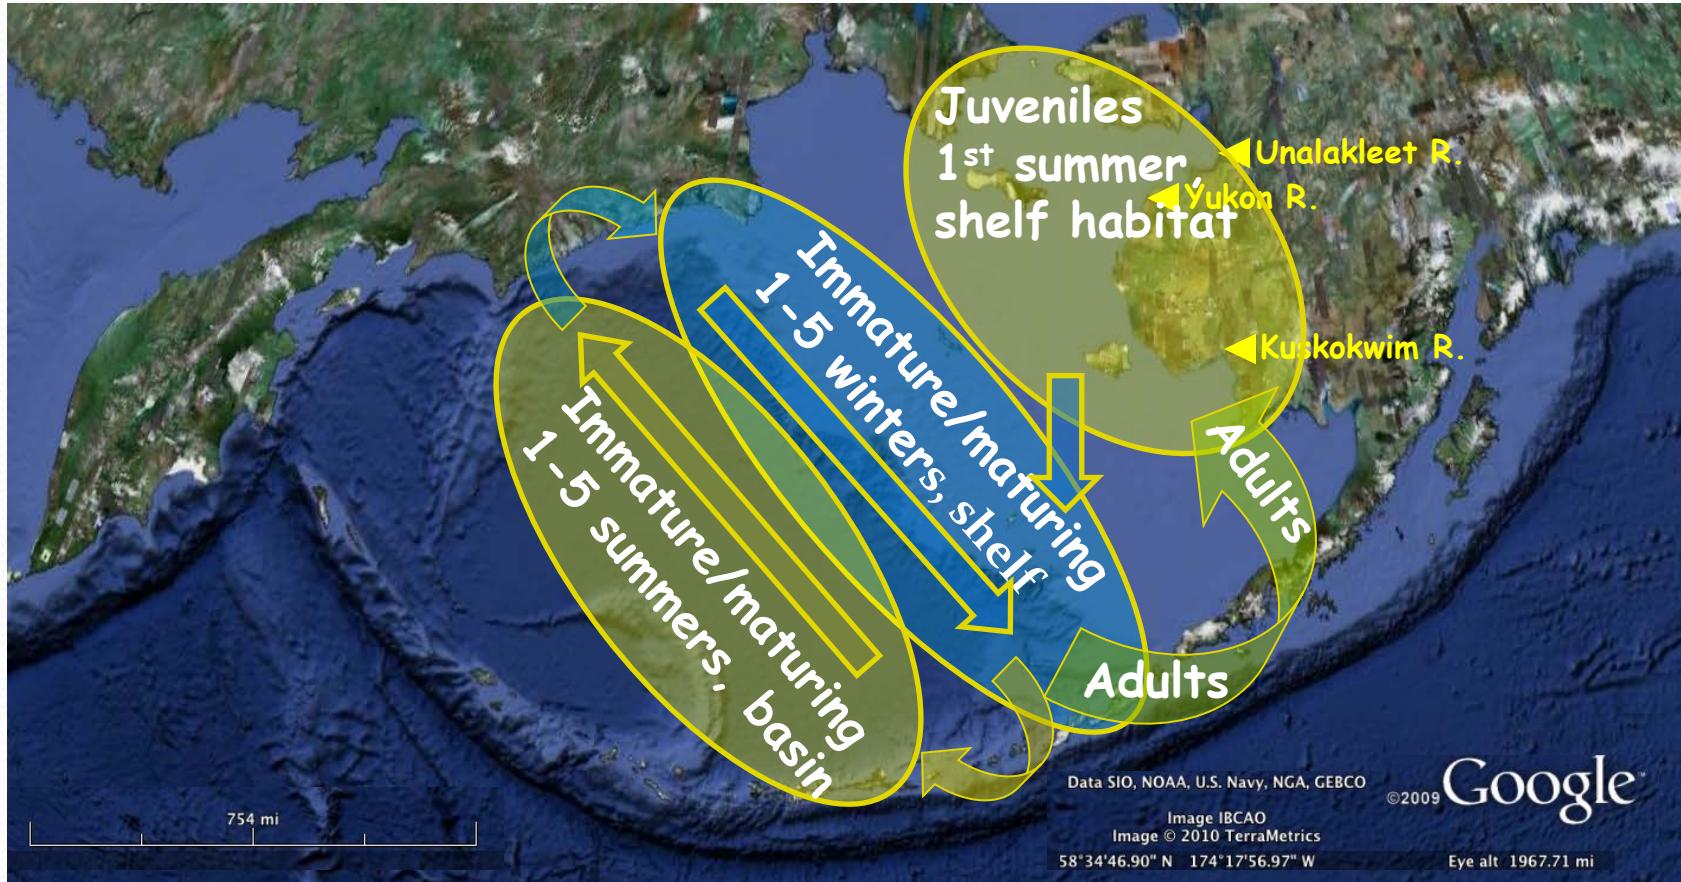 Juveniles
1st summer,
shelf habitat
Unalakleet R.
Yukon R.
Kuskokwim R.
Immature/maturing
1-5 winters, shelf
Immature/maturing
1-5 summers, basin
Adults
Adults
754 mi
Data SIO, NOAA, U.S. Navy, NGA, GEBCO
©2009 Google™
Image IBCAO
Image © 2010 TerraMetrics
58°34'46.90" N 174°17'56.97" W
Eye alt 1967.71 mi